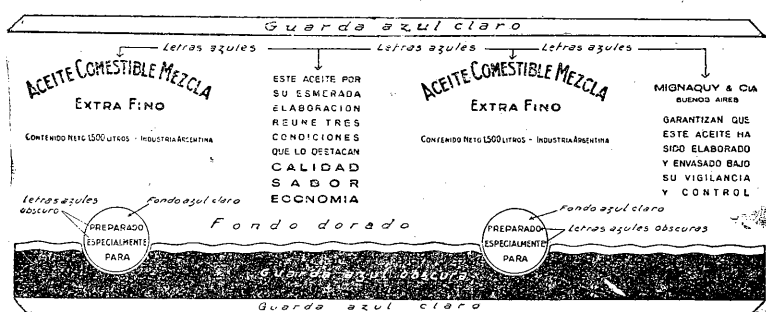 Guarda azul claro
Letras azules
Letras azules
Letras azules
ACEITE COMESTIBLE MEZCLA
EXTRA FINO
CONTENIDO NETO 1,500 LITROS - INDUSTRIA ARGENTINA
ESTE ACEITE POR
SU ESMERADA
ELABORACION
REUNE TRES
CONDICIONES
QUE LO DESTACAN
CALIDAD
SABOR
ECONOMIA
ACEITE COMESTIBLE MEZCLA
EXTRA FINO
CONTENIDO NETO 1,500 LITROS - INDUSTRIA ARGENTINA
MIGNAQUY & CIA
BUENOS AIRES
GARANTIZAN QUE
ESTE ACEITE HA
SIDO ELABORADO
Y ENVASADO BAJO
SU VIGILANCIA
Y CONTROL
Letras azules
obscuro
Fondo azul claro
PREPARADO
ESPECIALMENTE
PARA
Fondo dorado
Fondo azul claro
Letras azules obscuras
PREPARADO
ESPECIALMENTE
PARA
Guarda azul obscura
Guarda azul claro